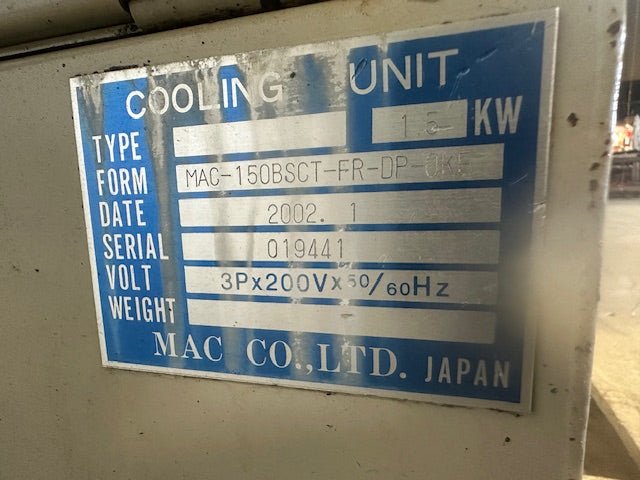 COOLING UNIT
TYPE 1.5 KW
FORM MAC-150BSCT-FR-DP-OKS
DATE 2002. 1
SERIAL 019441
VOLT 3Px200Vx50/60Hz
WEIGHT
MAC CO.,LTD. JAPAN